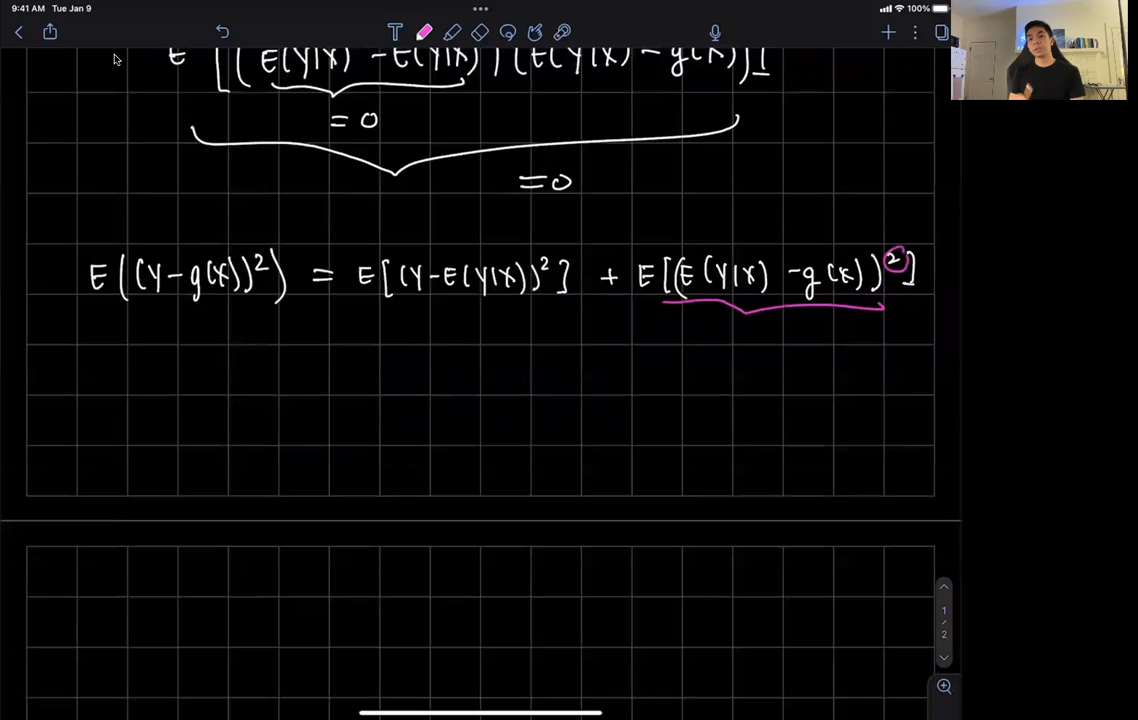 9:41 AM Tue Jan 9
100%
E [( E(Y|X) - E(Y|X) ) (E(Y|X) - g(X))]
= 0
= 0
E((Y-g(X))²) = E[(Y-E(Y|X))²] + E[(E(Y|X) -g(X))²]
1
/
2